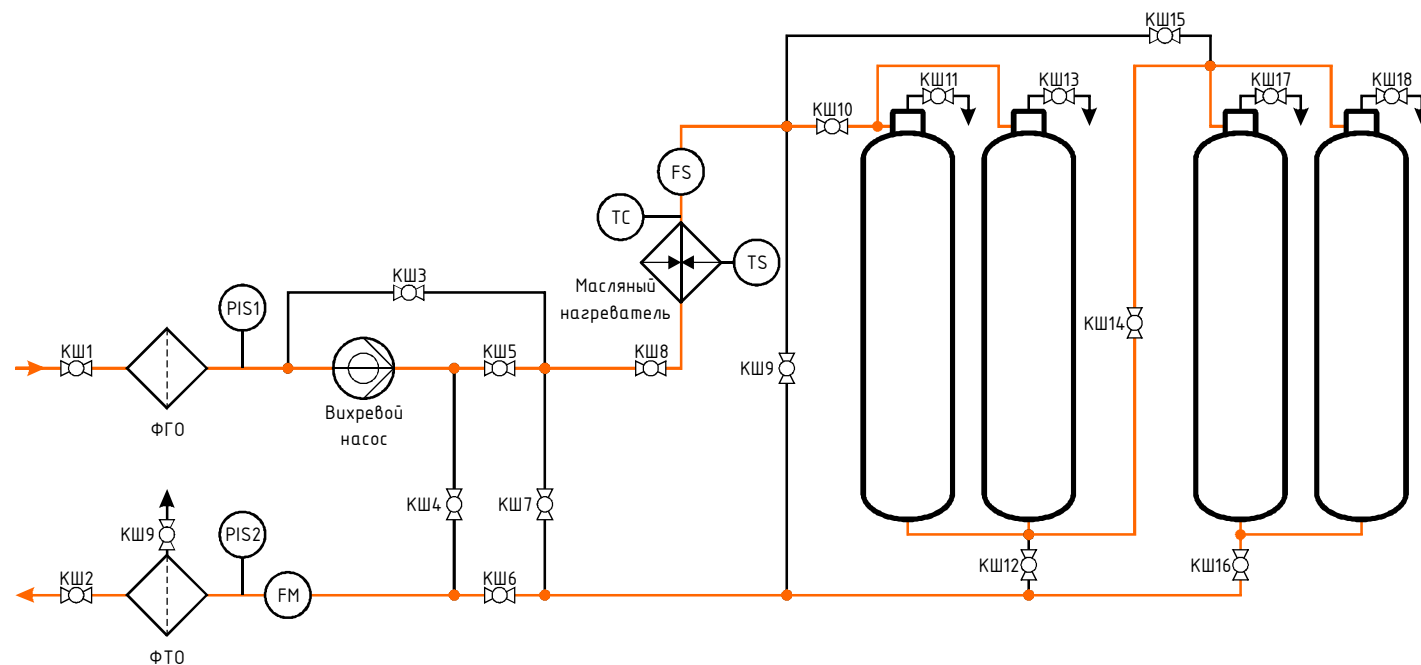 КШ15
КШ11
КШ13
КШ17
КШ18
КШ10
FS
TC
TS
Масляный
нагреватель
КШ3
PIS1
КШ14
КШ1
КШ5
КШ8
КШ9
Вихревой
насос
ФГО
КШ4
КШ7
КШ9
PIS2
КШ12
КШ16
КШ2
FM
КШ6
ФТО